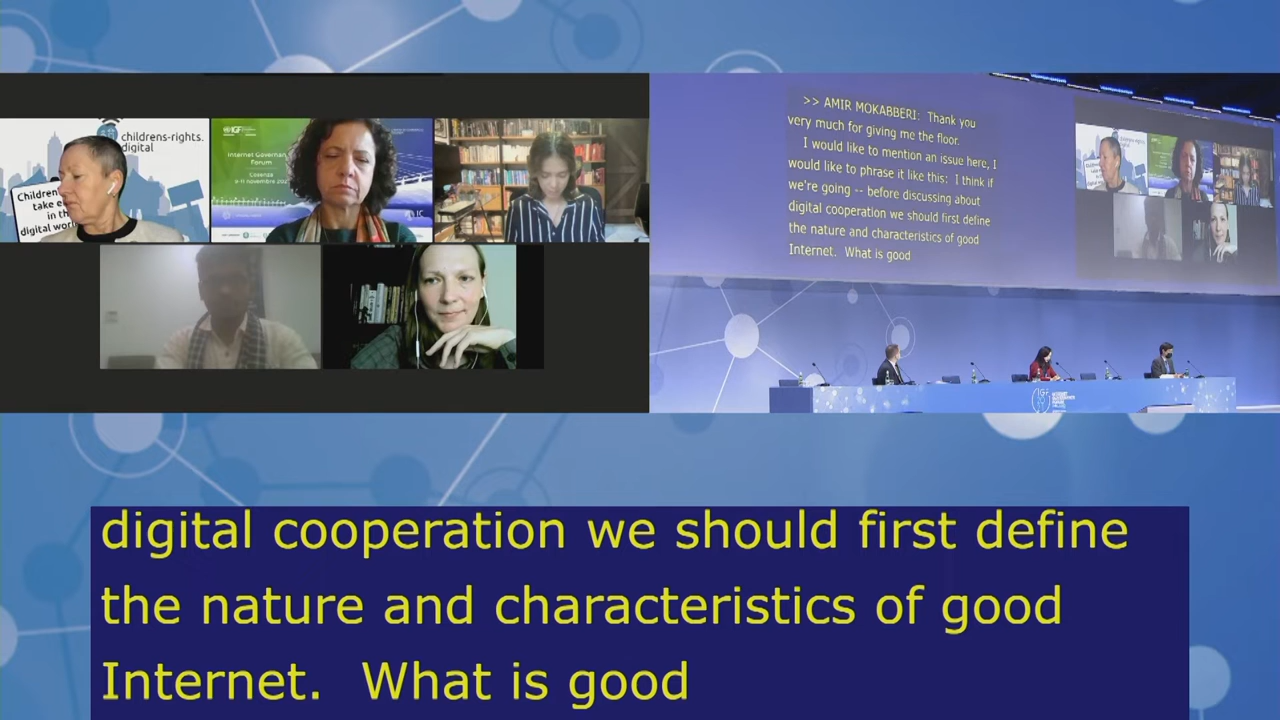 childrens-rights.
digital
Children
take
in th
digital wor
IGF
Internet Governan
Forum
Cosenza
9-11 novembre 202
IC
>> AMIR MOKABBERI: Thank you
very much for giving me the floor.
I would like to mention an issue here, I
would like to phrase it like this: I think if
we're going -- before discussing about
digital cooperation we should first define
the nature and characteristics of good
Internet. What is good
IGF
digital cooperation we should first define
the nature and characteristics of good
Internet. What is good